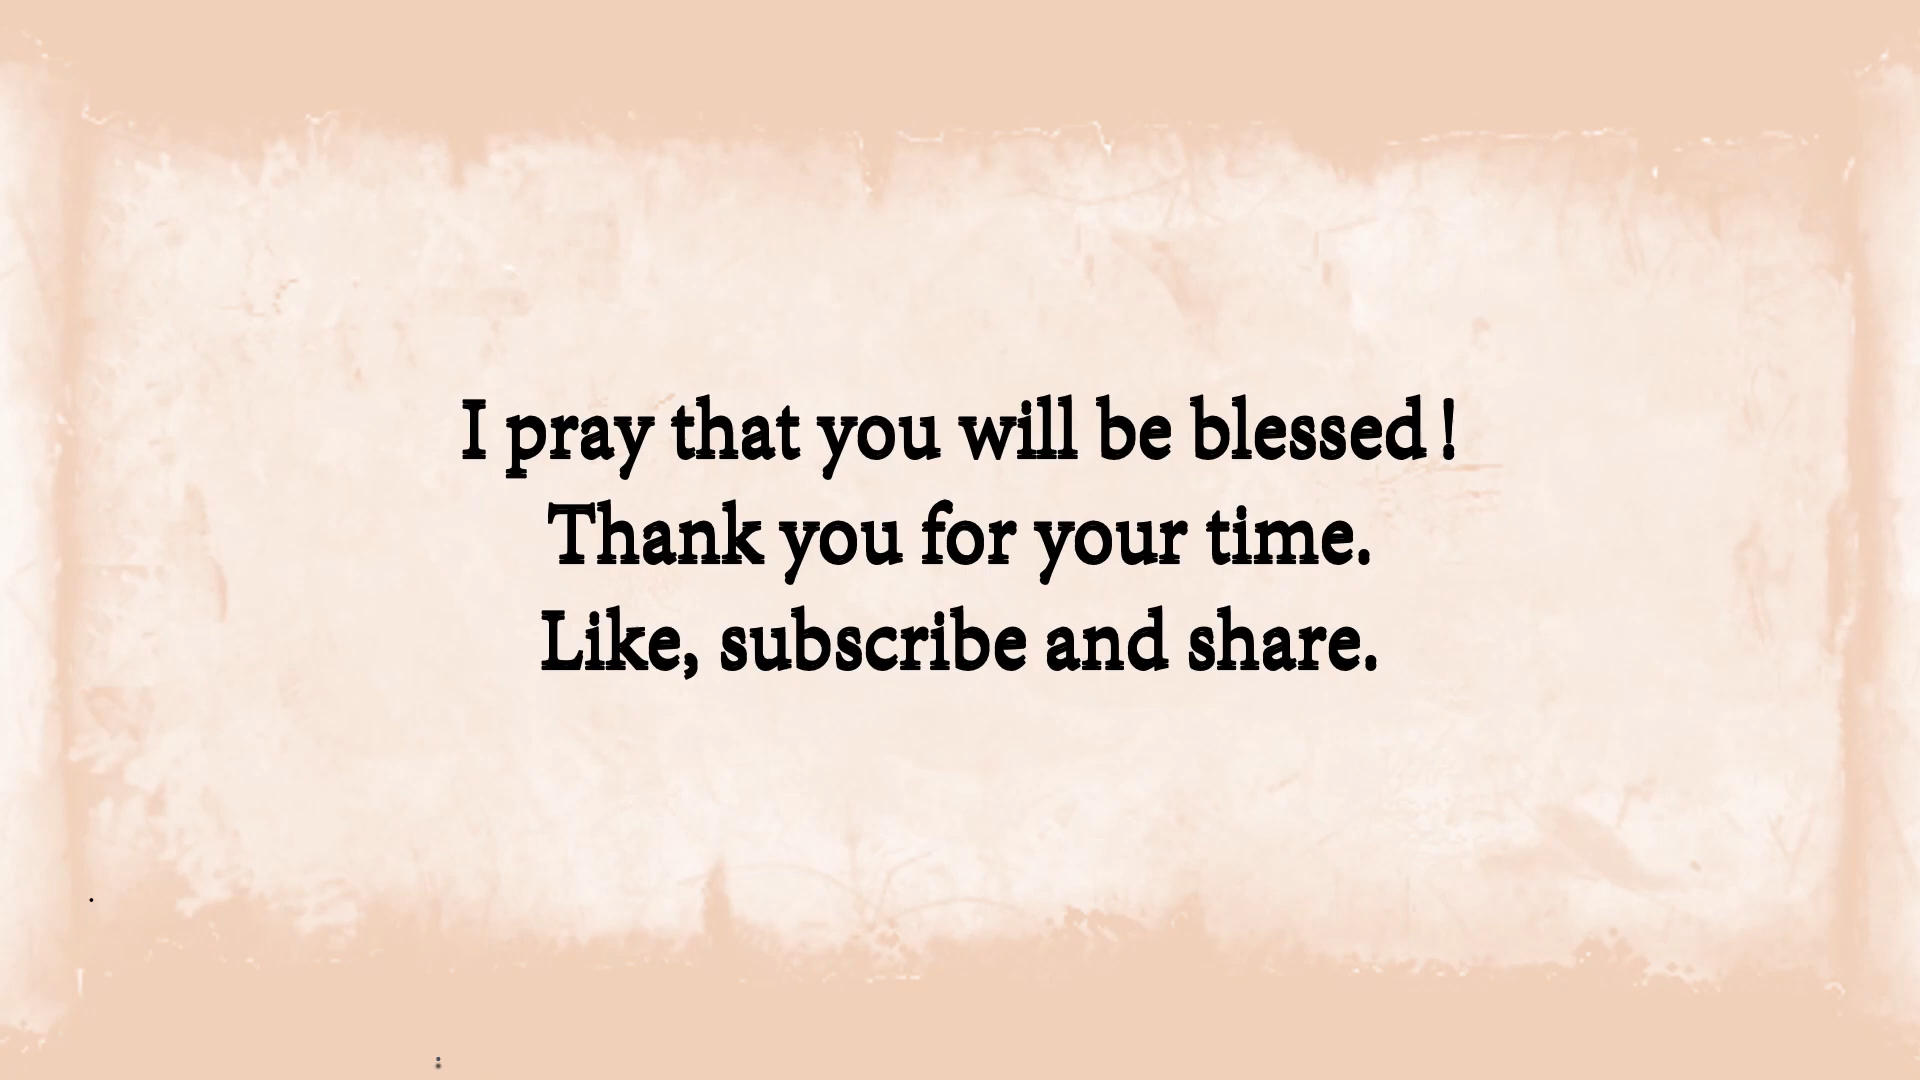 I pray that you will be blessed !
Thank you for your time.
Like, subscribe and share.